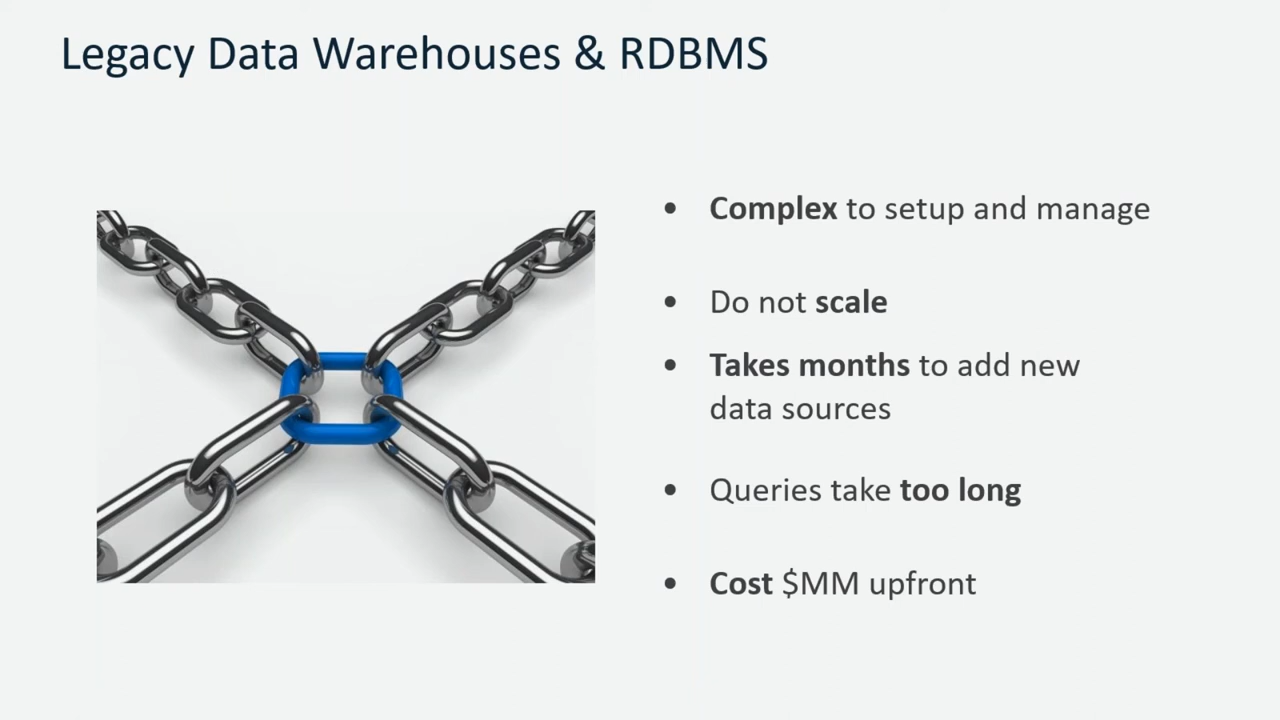 Legacy Data Warehouses & RDBMS
• Complex to setup and manage
• Do not scale
• Takes months to add new
data sources
• Queries take too long
• Cost $MM upfront